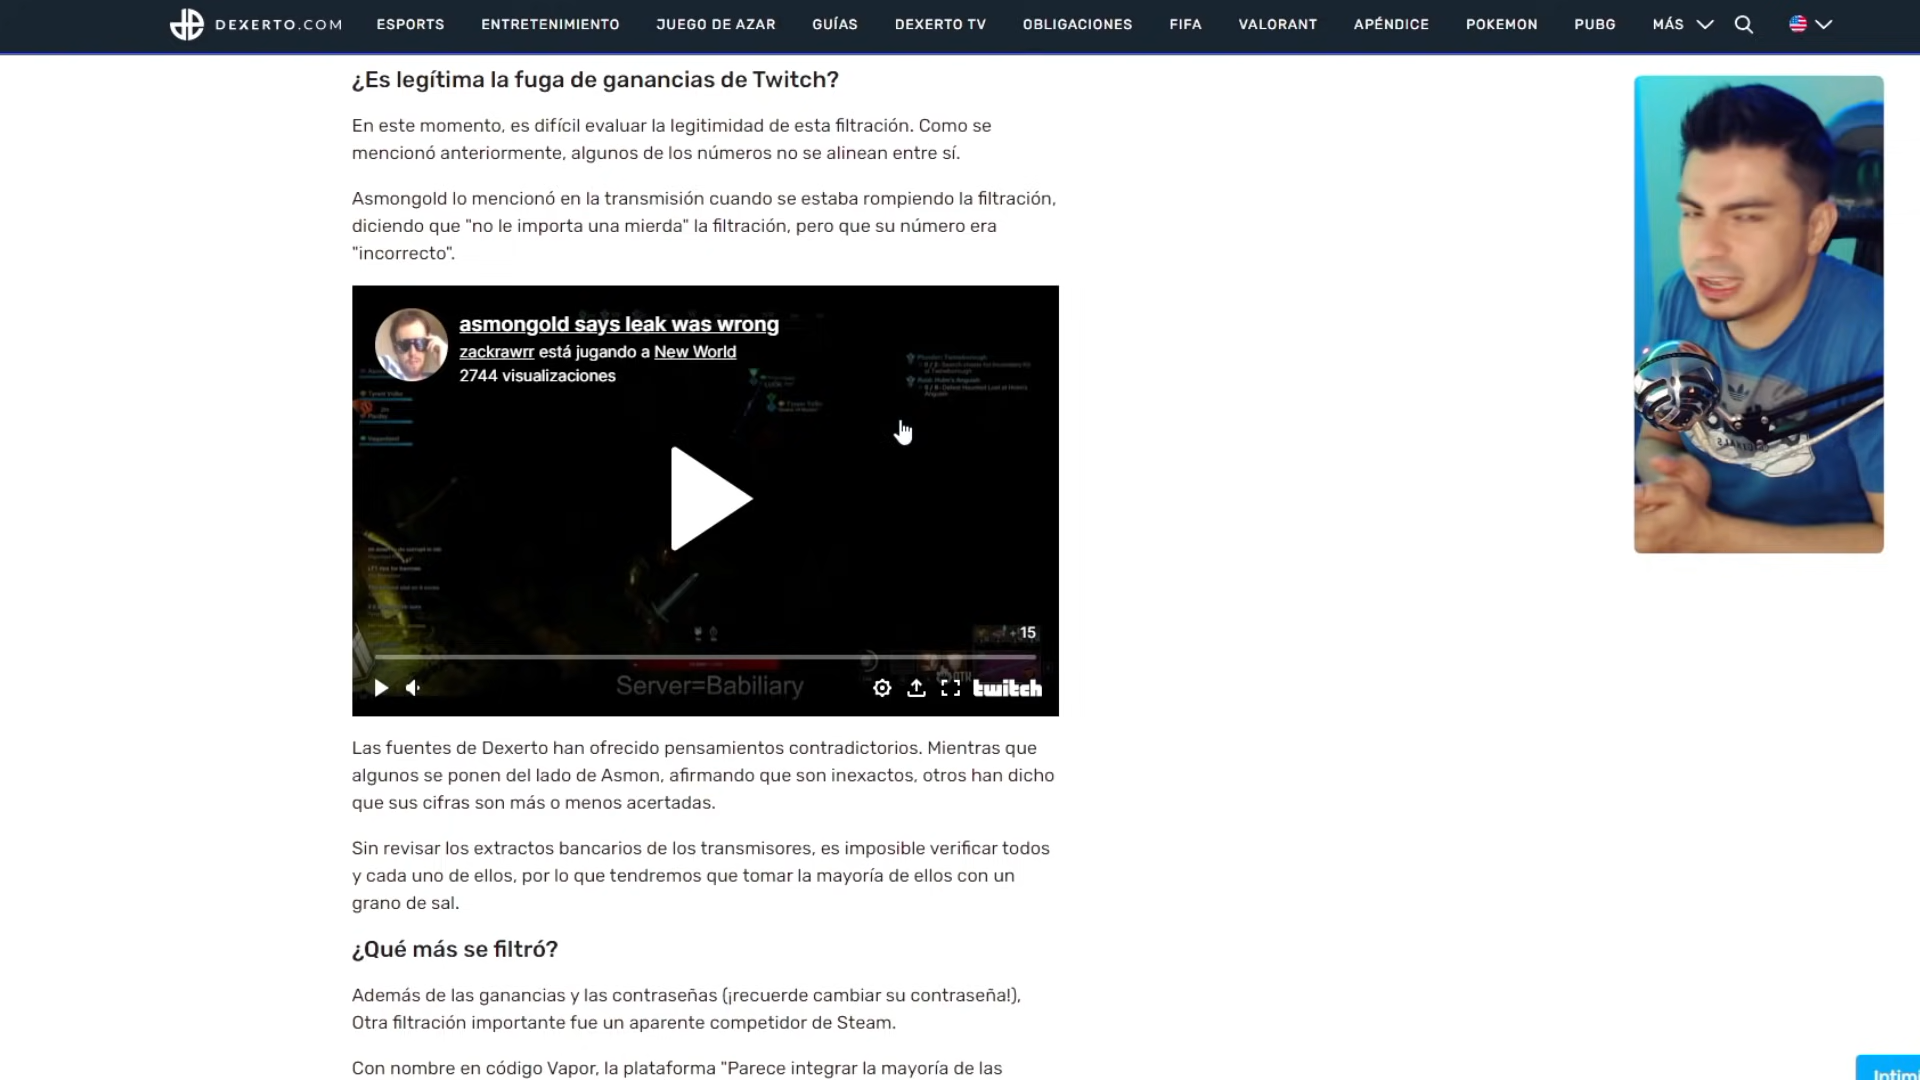 DEXERTO.COM
ESPORTS
ENTRETENIMIENTO
JUEGO DE AZAR
GUÍAS
DEXERTO TV
OBLIGACIONES
FIFA
VALORANT
APÉNDICE
POKEMON
PUBG
MÁS
¿Es legítima la fuga de ganancias de Twitch?
En este momento, es difícil evaluar la legitimidad de esta filtración. Como se
mencionó anteriormente, algunos de los números no se alinean entre sí.
Asmongold lo mencionó en la transmisión cuando se estaba rompiendo la filtración,
diciendo que "no le importa una mierda" la filtración, pero que su número era
"incorrecto".
asmongold says leak was wrong
zackrawrr está jugando a New World
2744 visualizaciones
15
Server=Babiliary
twitch
Las fuentes de Dexerto han ofrecido pensamientos contradictorios. Mientras que
algunos se ponen del lado de Asmon, afirmando que son inexactos, otros han dicho
que sus cifras son más o menos acertadas.
Sin revisar los extractos bancarios de los transmisores, es imposible verificar todos
y cada uno de ellos, por lo que tendremos que tomar la mayoría de ellos con un
grano de sal.
¿Qué más se filtró?
Además de las ganancias y las contraseñas (¡recuerde cambiar su contraseña!),
Otra filtración importante fue un aparente competidor de Steam.
Con nombre en código Vapor, la plataforma "Parece integrar la mayoría de las
Intimi